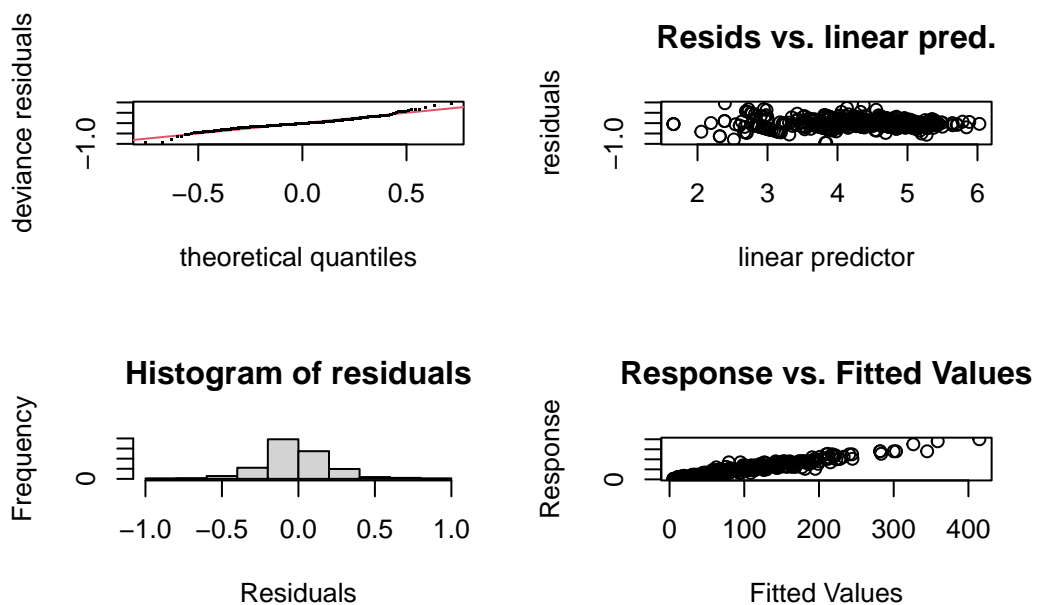 deviance residuals
−1.0
−0.5 0.0 0.5
theoretical quantiles
Resids vs. linear pred.
residuals
−1.0
2 3 4 5 6
linear predictor
Histogram of residuals
Frequency
0
−1.0 −0.5 0.0 0.5 1.0
Residuals
Response vs. Fitted Values
Response
0
0 100 200 300 400
Fitted Values